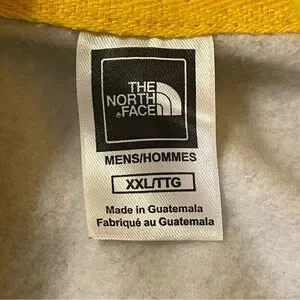 THE
NORTH
FACE
MENS/HOMMES
XXL/TTG
Made in Guatemala
Fabriqué au Guatemala